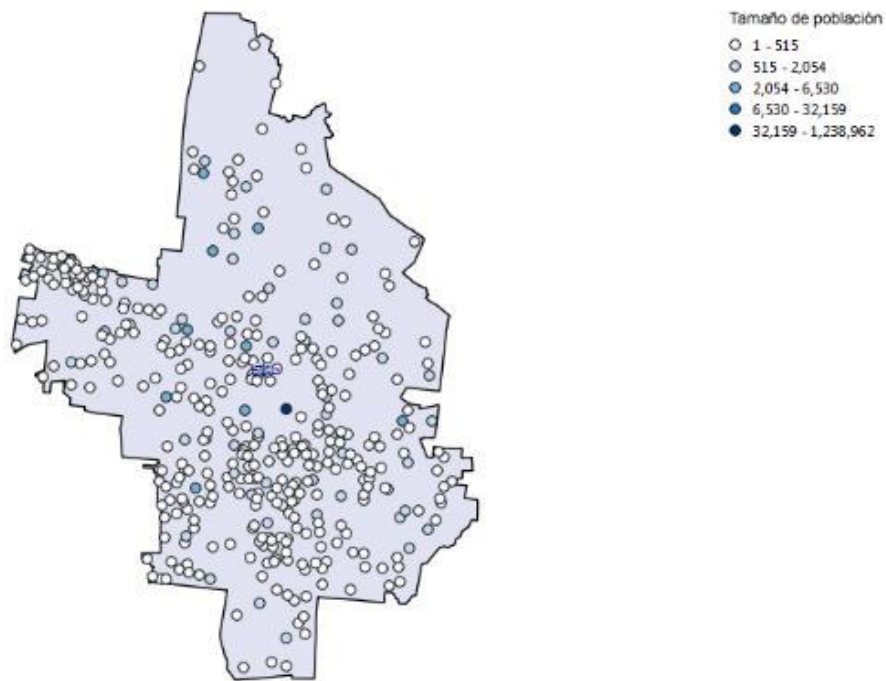 Tamaño de población
1 - 515
515 - 2,054
2,054 - 6,530
6,530 - 32,159
32,159 - 1,238,962